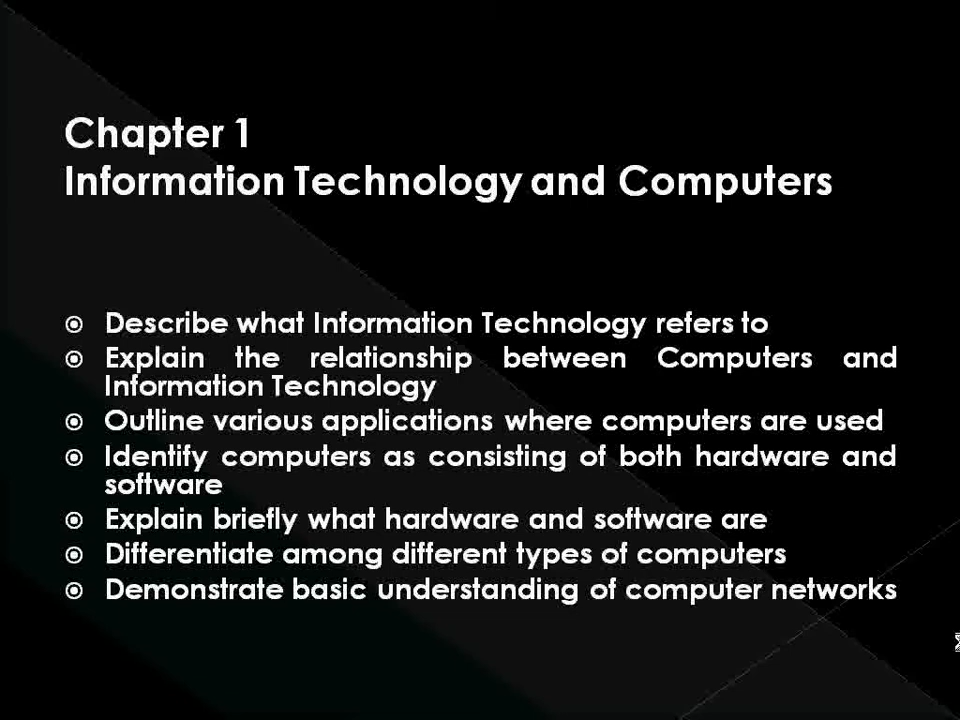 Chapter 1
Information Technology and Computers
Describe what Information Technology refers to
Explain the relationship between Computers and
Information Technology
Outline various applications where computers are used
Identify computers as consisting of both hardware and
software
Explain briefly what hardware and software are
Differentiate among different types of computers
Demonstrate basic understanding of computer networks